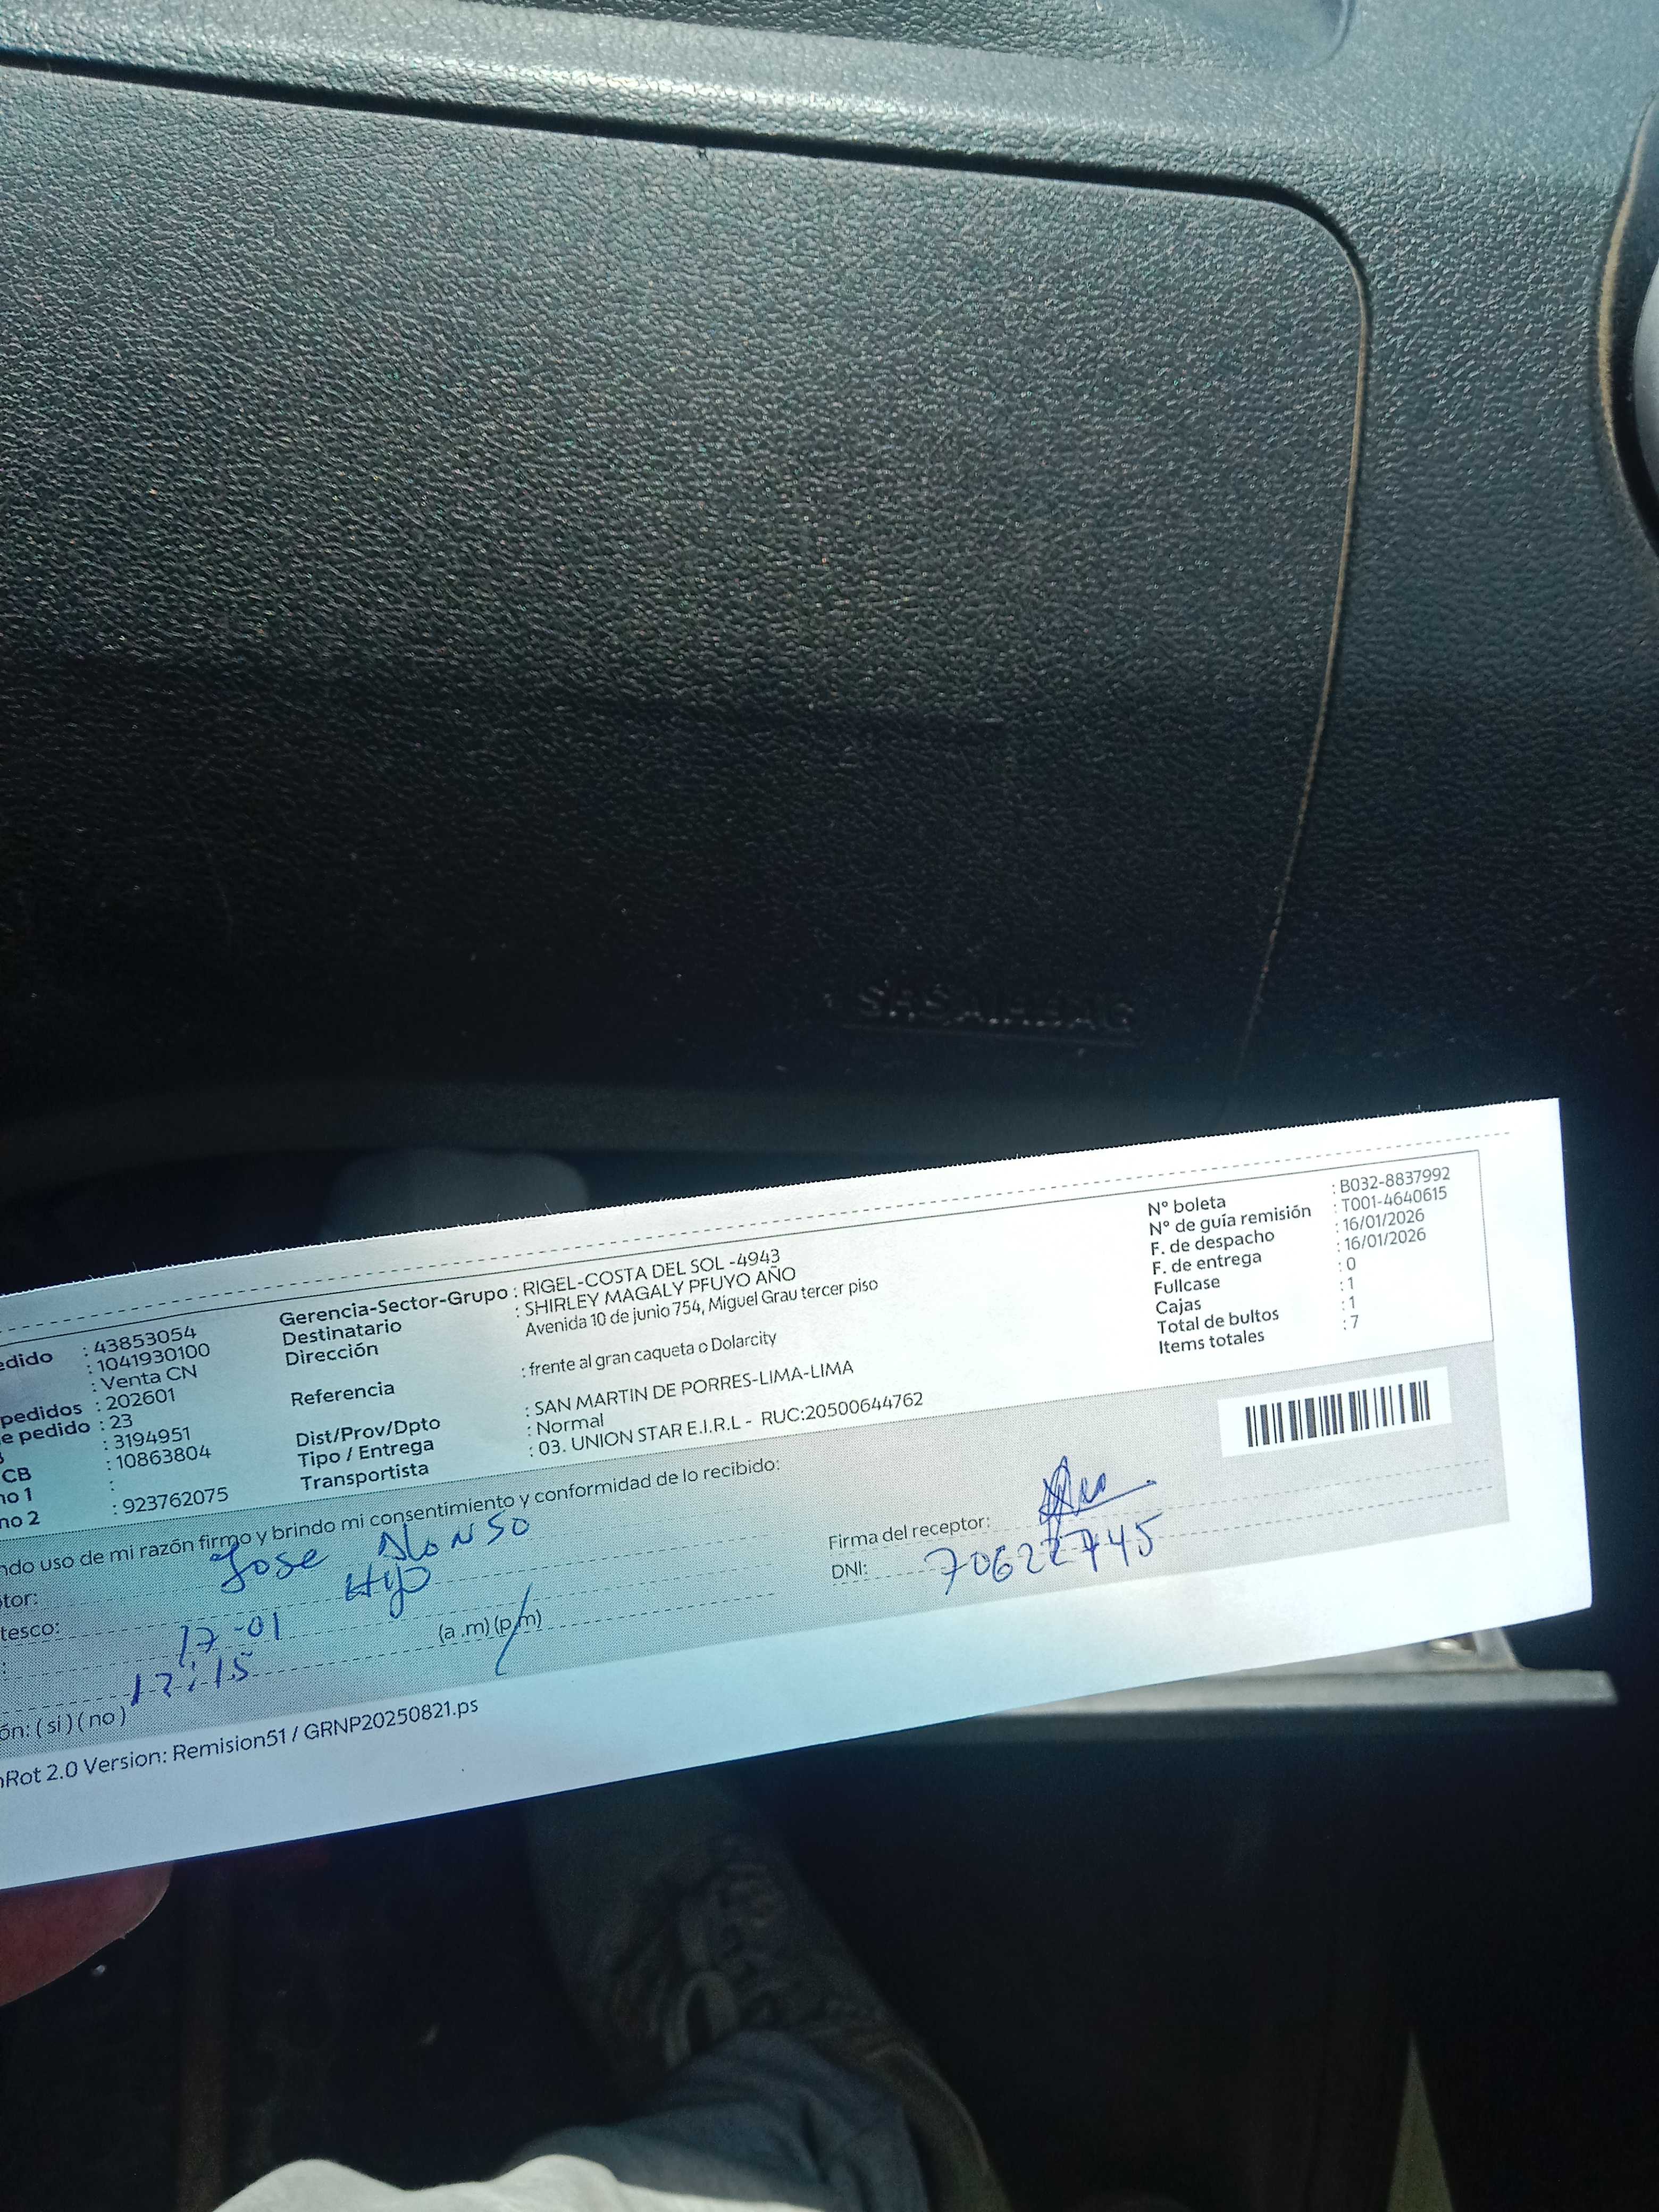 SRS AIRBAG
edido : 43853054
: 1041930100
: Venta CN
pedidos : 202601
e pedido : 23
: 3194951
CB : 10863804
no 1 :
no 2 : 923762075
Gerencia-Sector-Grupo : RIGEL-COSTA DEL SOL -4943
Destinatario : SHIRLEY MAGALY PFUYO AÑO
Dirección Avenida 10 de junio 754, Miguel Grau tercer piso
Referencia : frente al gran caqueta o Dolarcity
Dist/Prov/Dpto : SAN MARTIN DE PORRES-LIMA-LIMA
Tipo / Entrega : Normal
Transportista : 03. UNION STAR E.I.R.L - RUC:20500644762
N° boleta : B032-8837992
N° de guía remisión : T001-4640615
F. de despacho : 16/01/2026
F. de entrega : 16/01/2026
Fullcase : 0
Cajas : 1
Total de bultos : 1
Items totales : 7
ndo uso de mi razón firmo y brindo mi consentimiento y conformidad de lo recibido:
tor: Jose Alonso
tesco: Hijo
: 17-01
12:15 (a.m) (p.m)
ón: ( si ) ( no )
Firma del receptor:
DNI: 70622745
Rot 2.0 Version: Remision51 / GRNP20250821.ps